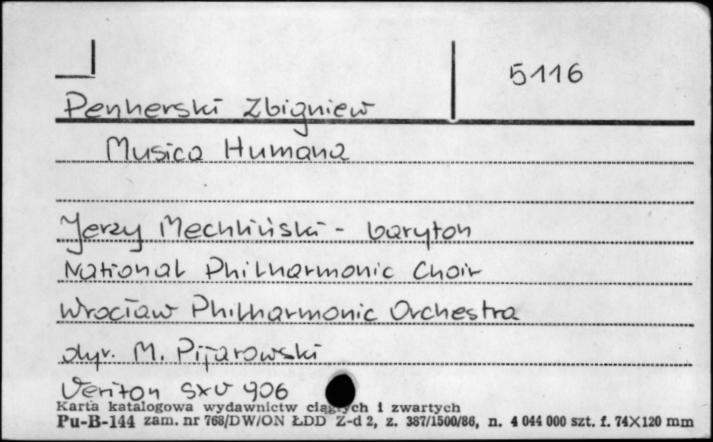 5116
Penherski Zbigniew
Musica Humana
Jerzy Mechliński - baryton
National Philharmonic Choir
Wrocław Philharmonic Orchestra
dyr. M. Pijarowski
Veriton SXV 906
Karta katalogowa wydawnictw ciągłych i zwartych
Pu-B-144 zam. nr 768/DW/ON ŁDD Z-d 2, z. 387/1500/86, n. 4 044 000 szt. f. 74X120 mm